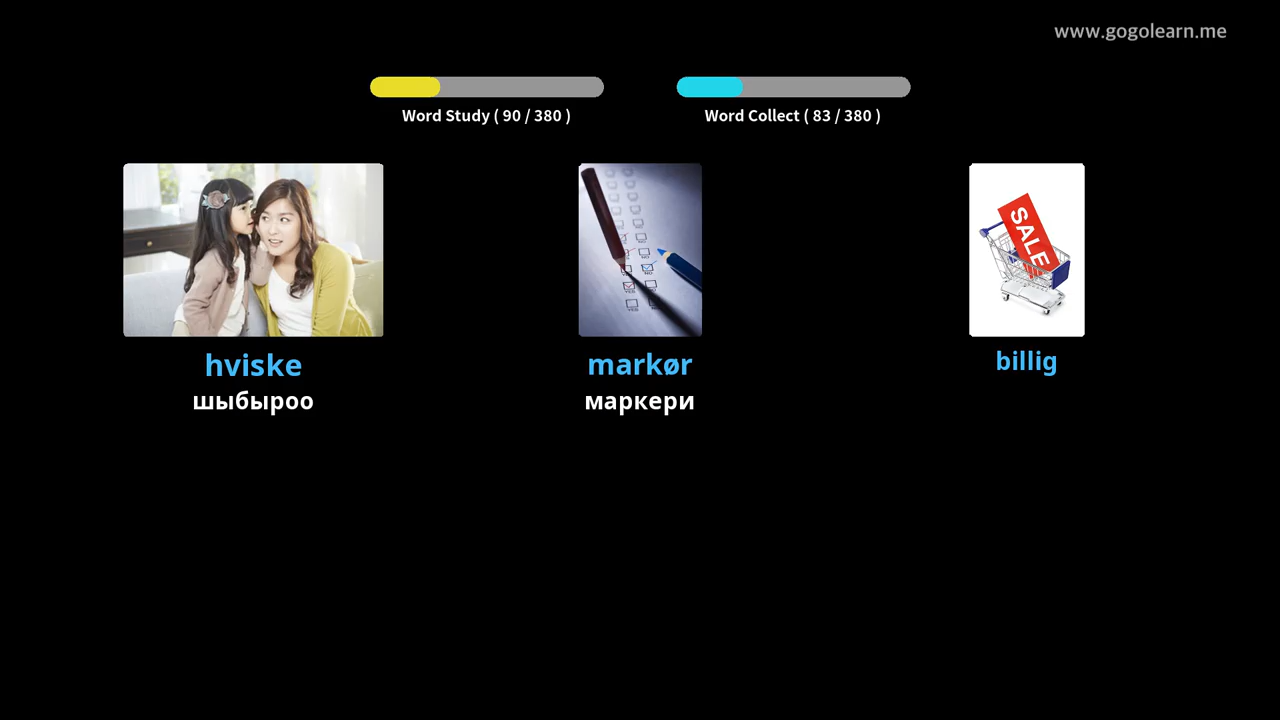 www.gogolearn.me
Word Study ( 90 / 380 )
Word Collect ( 83 / 380 )
SALE
hviske
markør
billig
шыбыроо
маркери